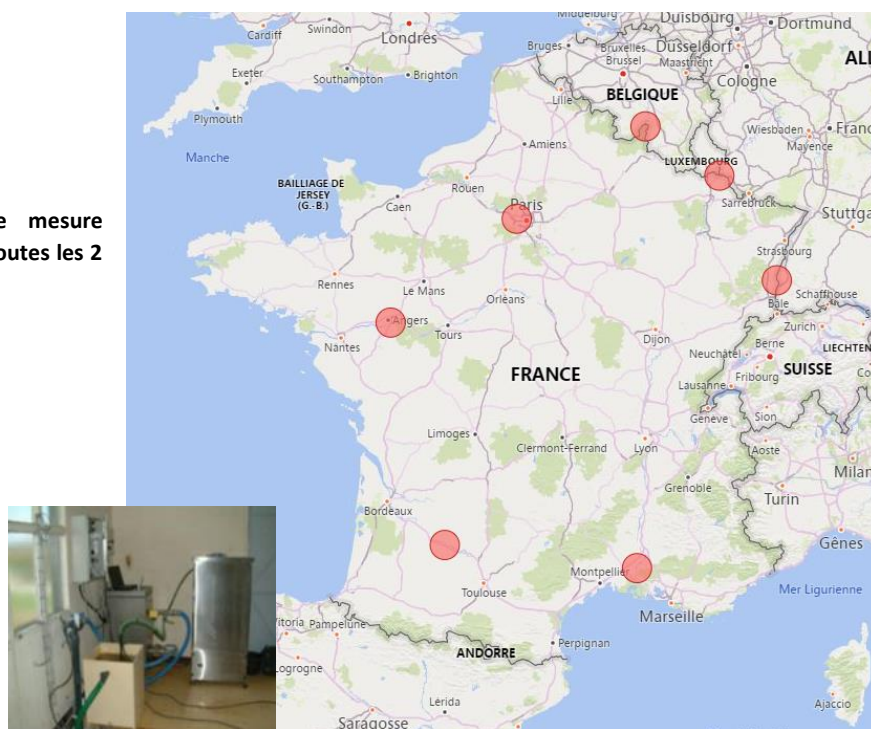 e mesure
outes les 2
Cardiff
Swindon
Londres
Exeter
Southampton
Brighton
Plymouth
Manche
BAILLIAGE DE
JERSEY
(G.-B.)
Middelburg
Bruges
Bruxelles
Brussel
Duisbourg
Dortmund
Düsseldorf
Maastricht
Cologne
Lille
BELGIQUE
Amiens
Rouen
Caen
Paris
LUXEMBOURG
Wiesbaden
Mayence
Sarrebruck
Stuttga
Strasbourg
Rennes
Le Mans
Orléans
Angers
Tours
Nantes
Dijon
Bâle
Schaffhouse
Zurich
Berne
Neuchâtel
Fribourg
SUISSE
LIECHTEN
Lausanne
Genève
Sion
FRANCE
Limoges
Clermont-Ferrand
Lyon
Aoste
Milan
Grenoble
Turin
Bordeaux
Gênes
Toulouse
Montpellier
Marseille
Mer Ligurienne
Vitoria
Pampelune
Logrogne
ANDORRE
Perpignan
Lérida
Saragosse
Ajaccio